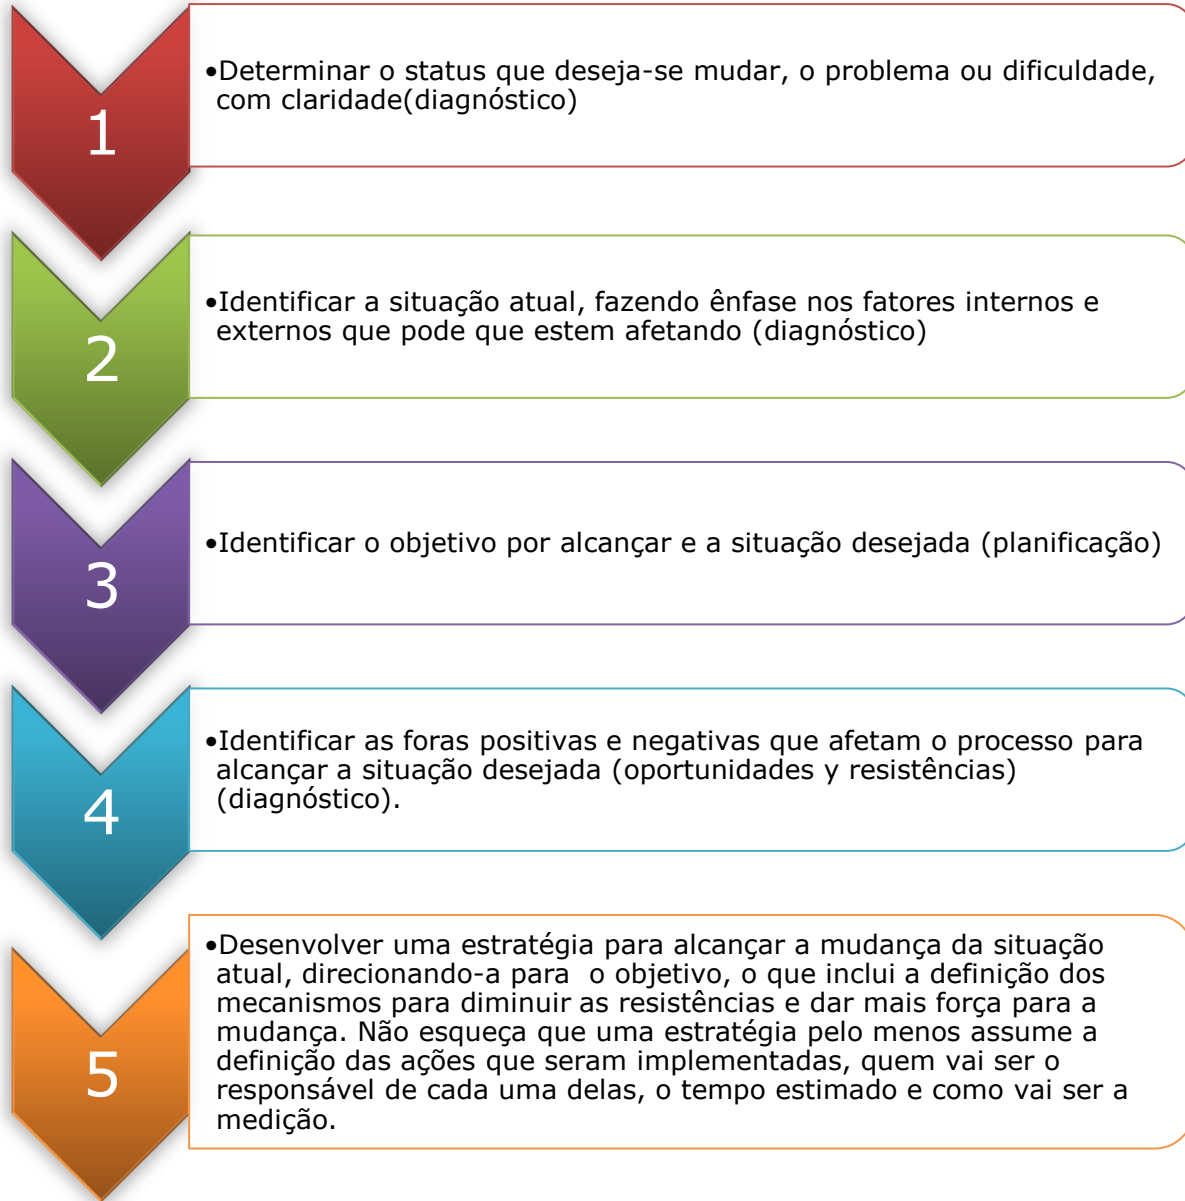 1
•Determinar o status que deseja-se mudar, o problema ou dificuldade,
com claridade(diagnóstico)
2
•Identificar a situação atual, fazendo ênfase nos fatores internos e
externos que pode que estem afetando (diagnóstico)
3
•Identificar o objetivo por alcançar e a situação desejada (planificação)
4
•Identificar as foras positivas e negativas que afetam o processo para
alcançar a situação desejada (oportunidades y resistências)
(diagnóstico).
5
•Desenvolver uma estratégia para alcançar a mudança da situação
atual, direcionando-a para  o objetivo, o que inclui a definição dos
mecanismos para diminuir as resistências e dar mais força para a
mudança. Não esqueça que uma estratégia pelo menos assume a
definição das ações que seram implementadas, quem vai ser o
responsável de cada uma delas, o tempo estimado e como vai ser a
medição.